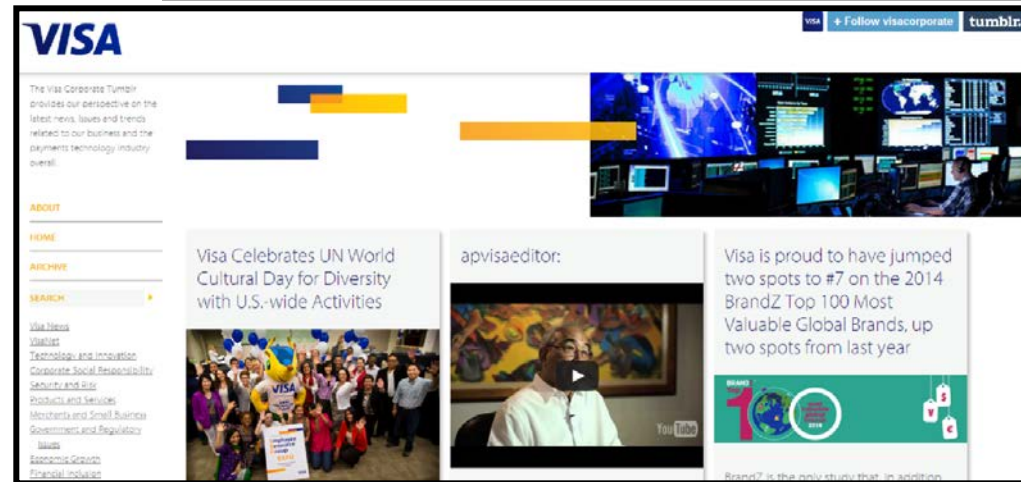 VISA
VISA
+ Follow visacorporate
tumblr.
The Visa Corporate Tumblr
provides our perspective on the
latest news, issues and trends
related to our business and the
payments technology industry
overall.
ABOUT
HOME
ARCHIVE
SEARCH
Visa News
VisaNet
Technology and Innovation
Corporate Social Responsibility
Security and Risk
Products and Services
Merchants and Small Business
Government and Regulatory
Issues
Economic Growth
Financial Inclusion
Visa Celebrates UN World
Cultural Day for Diversity
with U.S.-wide Activities
VISA
apvisaeditor:
YouTube
Visa is proud to have jumped
two spots to #7 on the 2014
BrandZ Top 100 Most
Valuable Global Brands, up
two spots from last year
BRANDZ
Top
100
BrandZ is the only study that, in addition